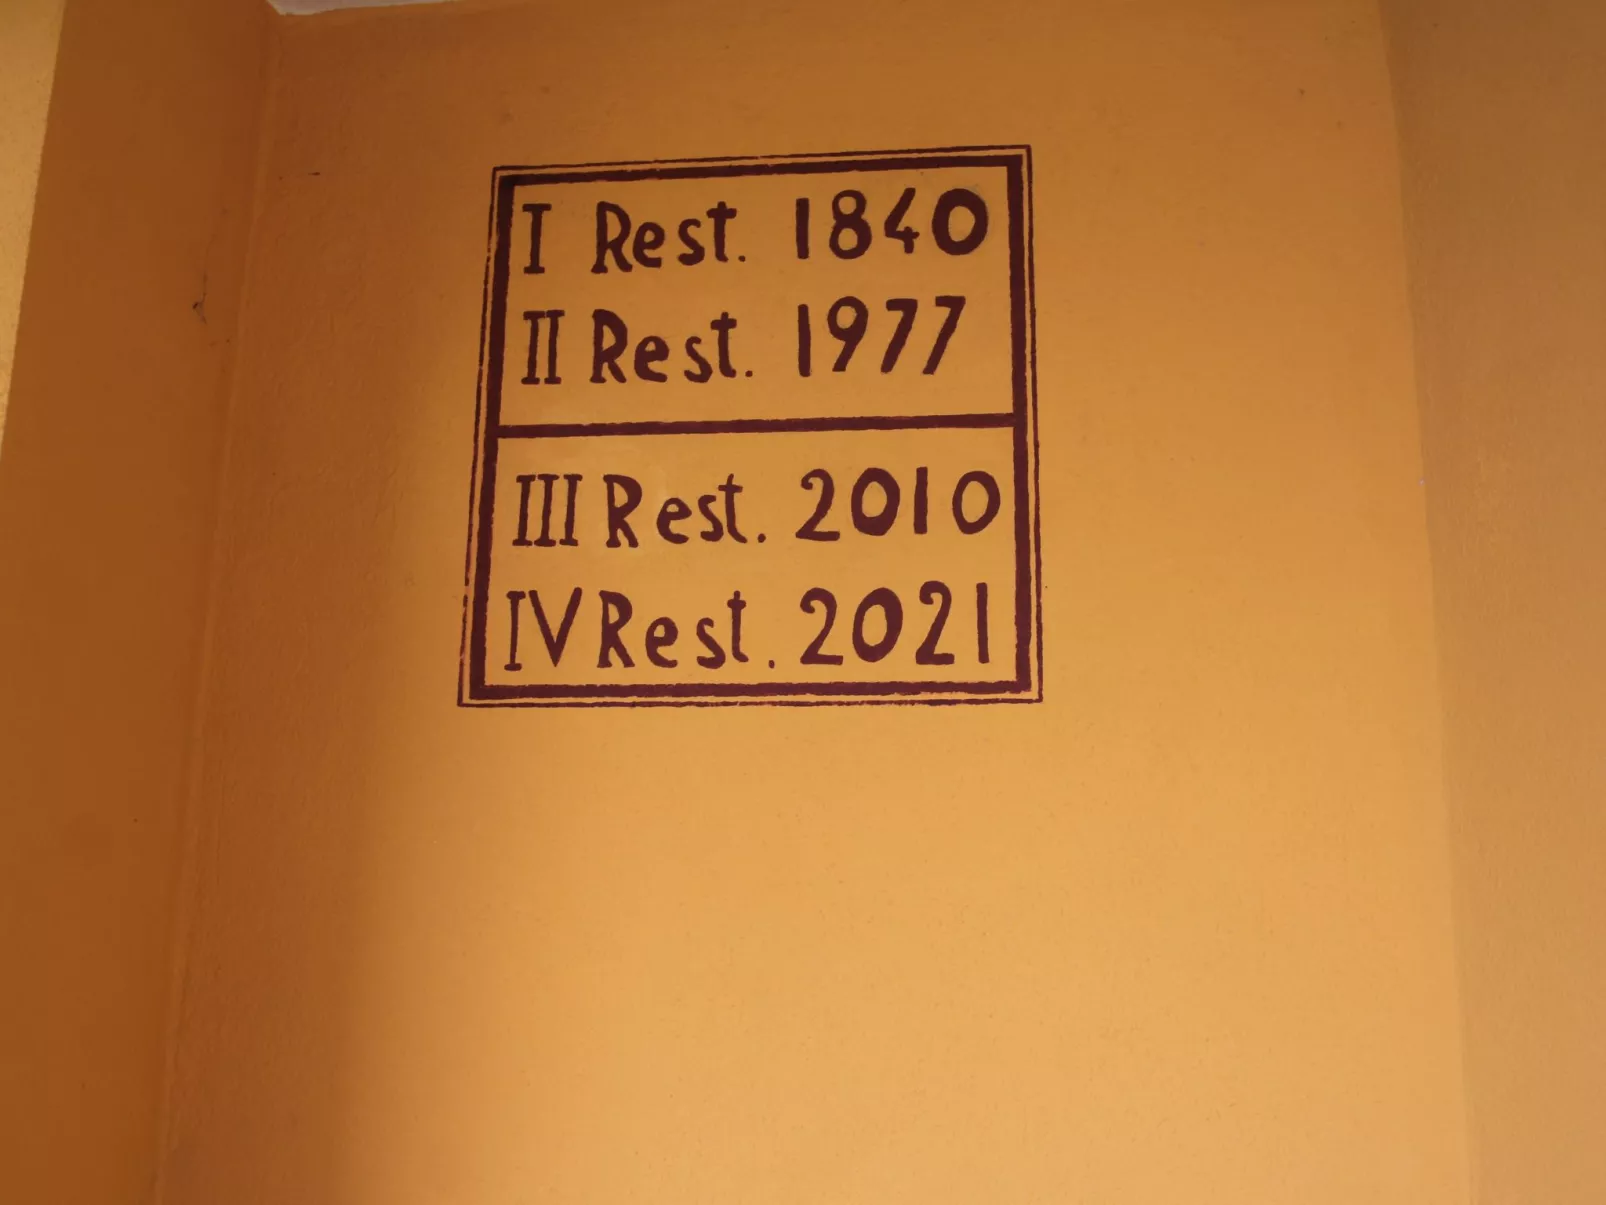 I Rest. 1840
II Rest. 1977
III Rest. 2010
IV Rest. 2021